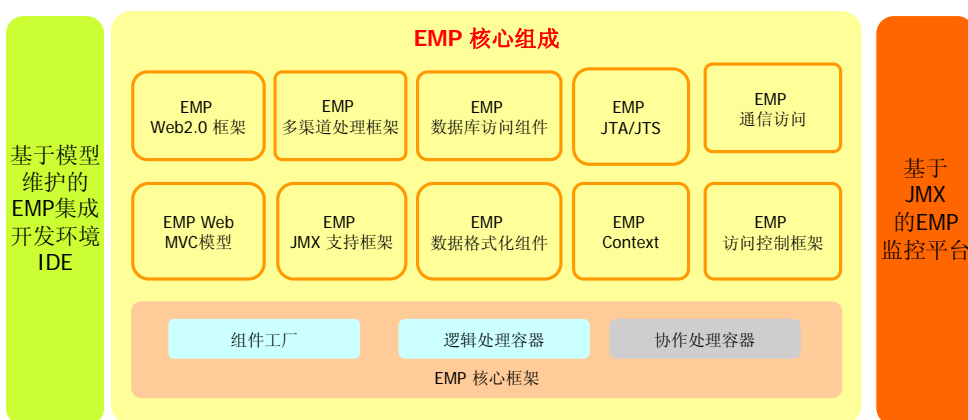 EMP 核心组成
基于模型
维护的
EMP集成
开发环境
IDE
EMP
Web2.0 框架
EMP
多渠道处理框架
EMP
数据库访问组件
EMP
JTA/JTS
EMP
通信访问
EMP Web
MVC模型
EMP
JMX 支持框架
EMP
数据格式化组件
EMP
Context
EMP
访问控制框架
组件工厂
逻辑处理容器
协作处理容器
EMP 核心框架
基于
JMX
的EMP
监控平台